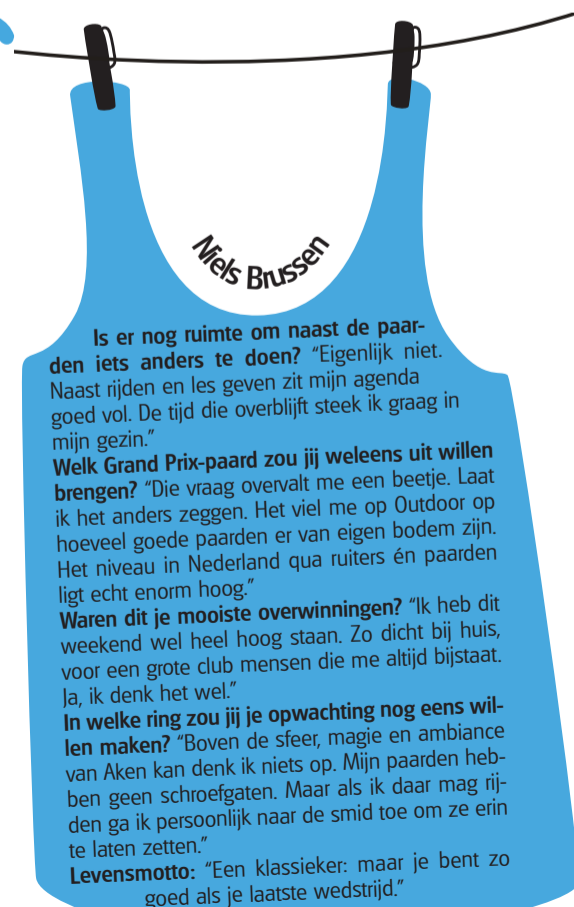 Niels Brussen
Is er nog ruimte om naast de paar-
den iets anders te doen? “Eigenlijk niet.
Naast rijden en les geven zit mijn agenda
goed vol. De tijd die overblijft steek ik graag in
mijn gezin.”
Welk Grand Prix-paard zou jij weleens uit willen
brengen? “Die vraag overvalt me een beetje. Laat
ik het anders zeggen. Het viel me op Outdoor op
hoeveel goede paarden er van eigen bodem zijn.
Het niveau in Nederland qua ruiters én paarden
ligt echt enorm hoog.”
Waren dit je mooiste overwinningen? “Ik heb dit
weekend wel heel hoog staan. Zo dicht bij huis,
voor een grote club mensen die me altijd bijstaat.
Ja, ik denk het wel.”
In welke ring zou jij je opwachting nog eens wil-
len maken? “Boven de sfeer, magie en ambiance
van Aken kan denk ik niets op. Mijn paarden heb-
ben geen schroefgaten. Maar als ik daar mag rij-
den ga ik persoonlijk naar de smid toe om ze erin
te laten zetten.”
Levensmotto: “Een klassieker: maar je bent zo
goed als je laatste wedstrijd.”